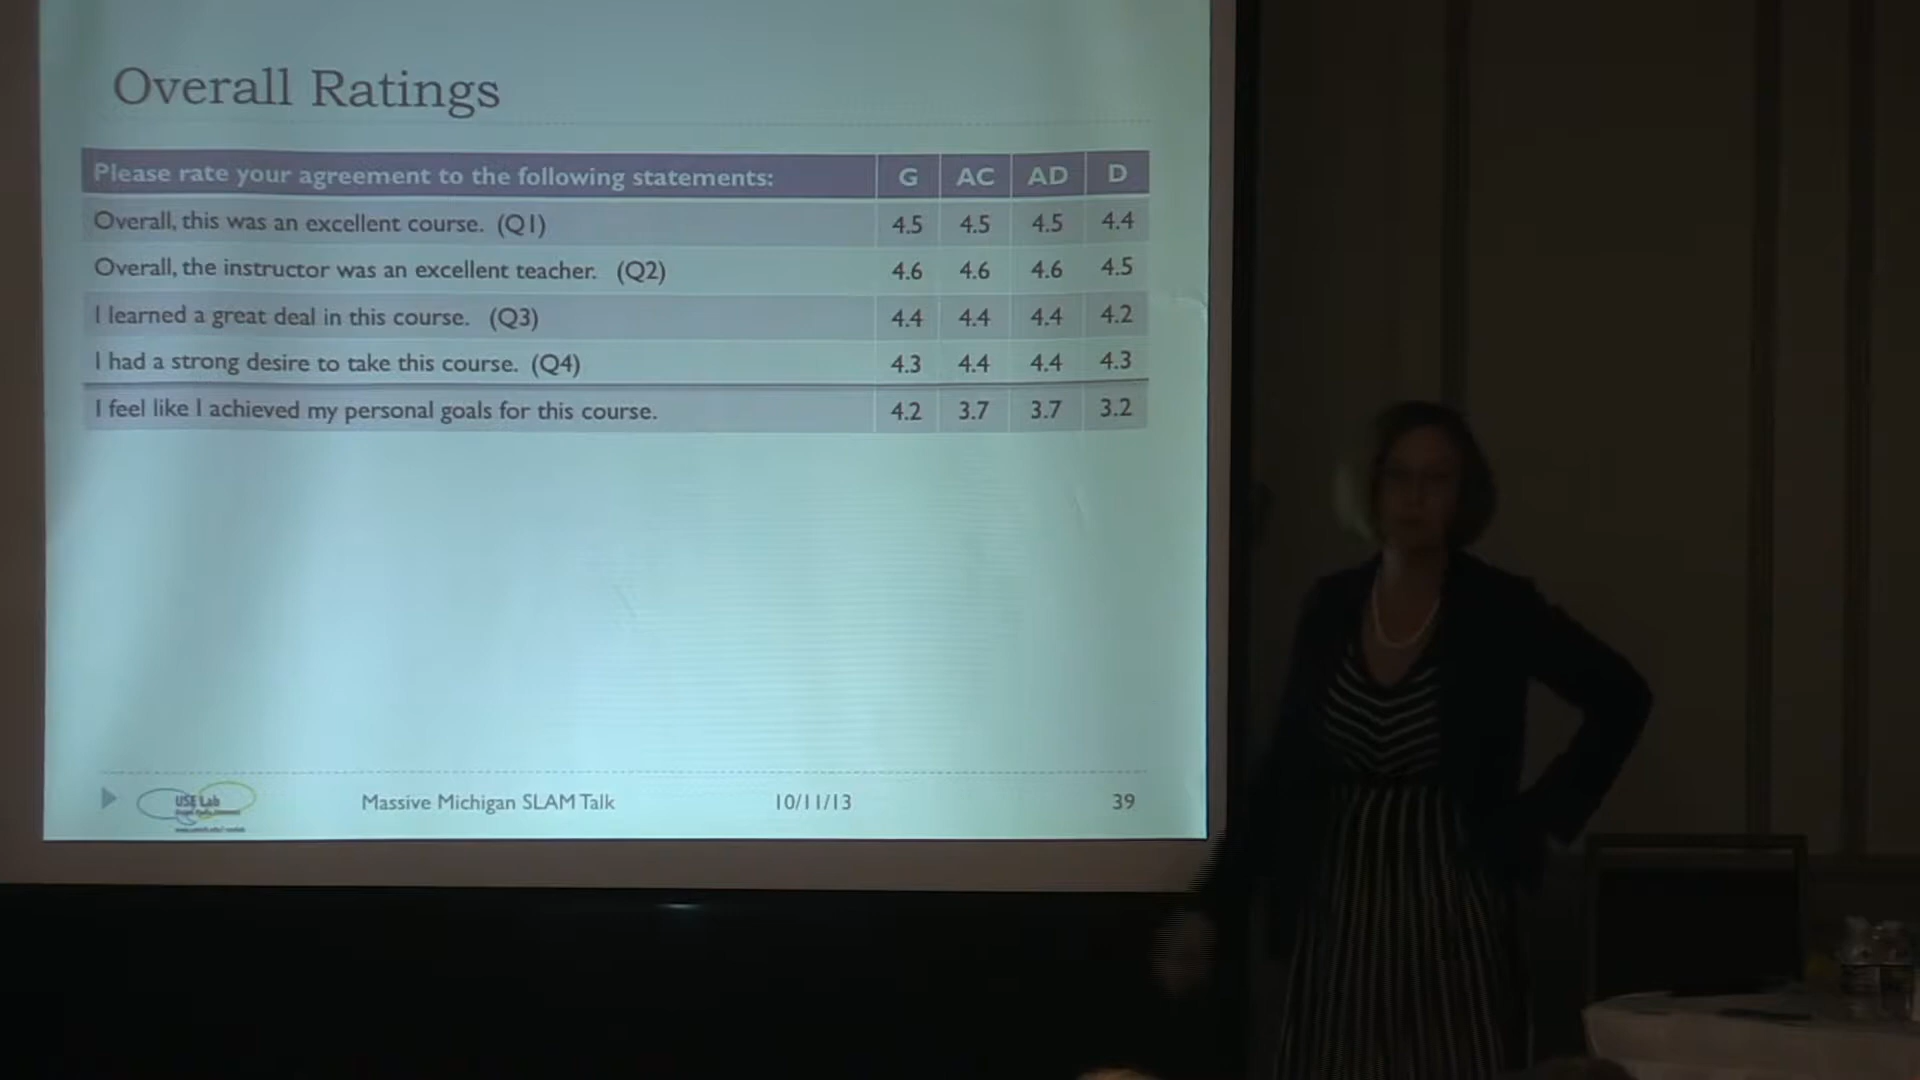 Overall Ratings
Please rate your agreement to the following statements: G AC AD D
Overall, this was an excellent course. (Q1) 4.5 4.5 4.5 4.4
Overall, the instructor was an excellent teacher. (Q2) 4.6 4.6 4.6 4.5
I learned a great deal in this course. (Q3) 4.4 4.4 4.4 4.2
I had a strong desire to take this course. (Q4) 4.3 4.4 4.4 4.3
I feel like I achieved my personal goals for this course. 4.2 3.7 3.7 3.2
USE Lab
Massive Michigan SLAM Talk 10/11/13 39